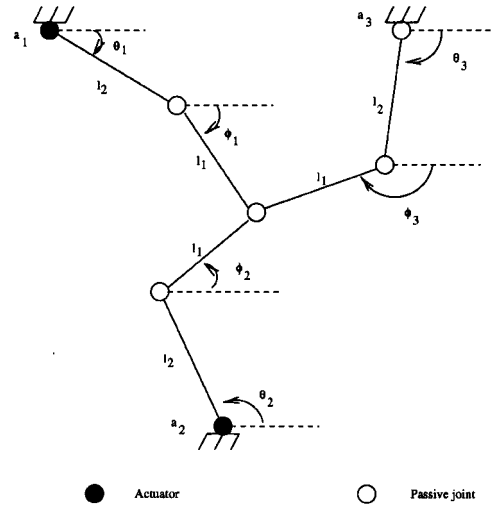 a1
a3
θ1
θ3
l2
l2
ϕ1
l1
l1
ϕ3
l1
ϕ2
l2
θ2
a2
Actuator
Passive joint